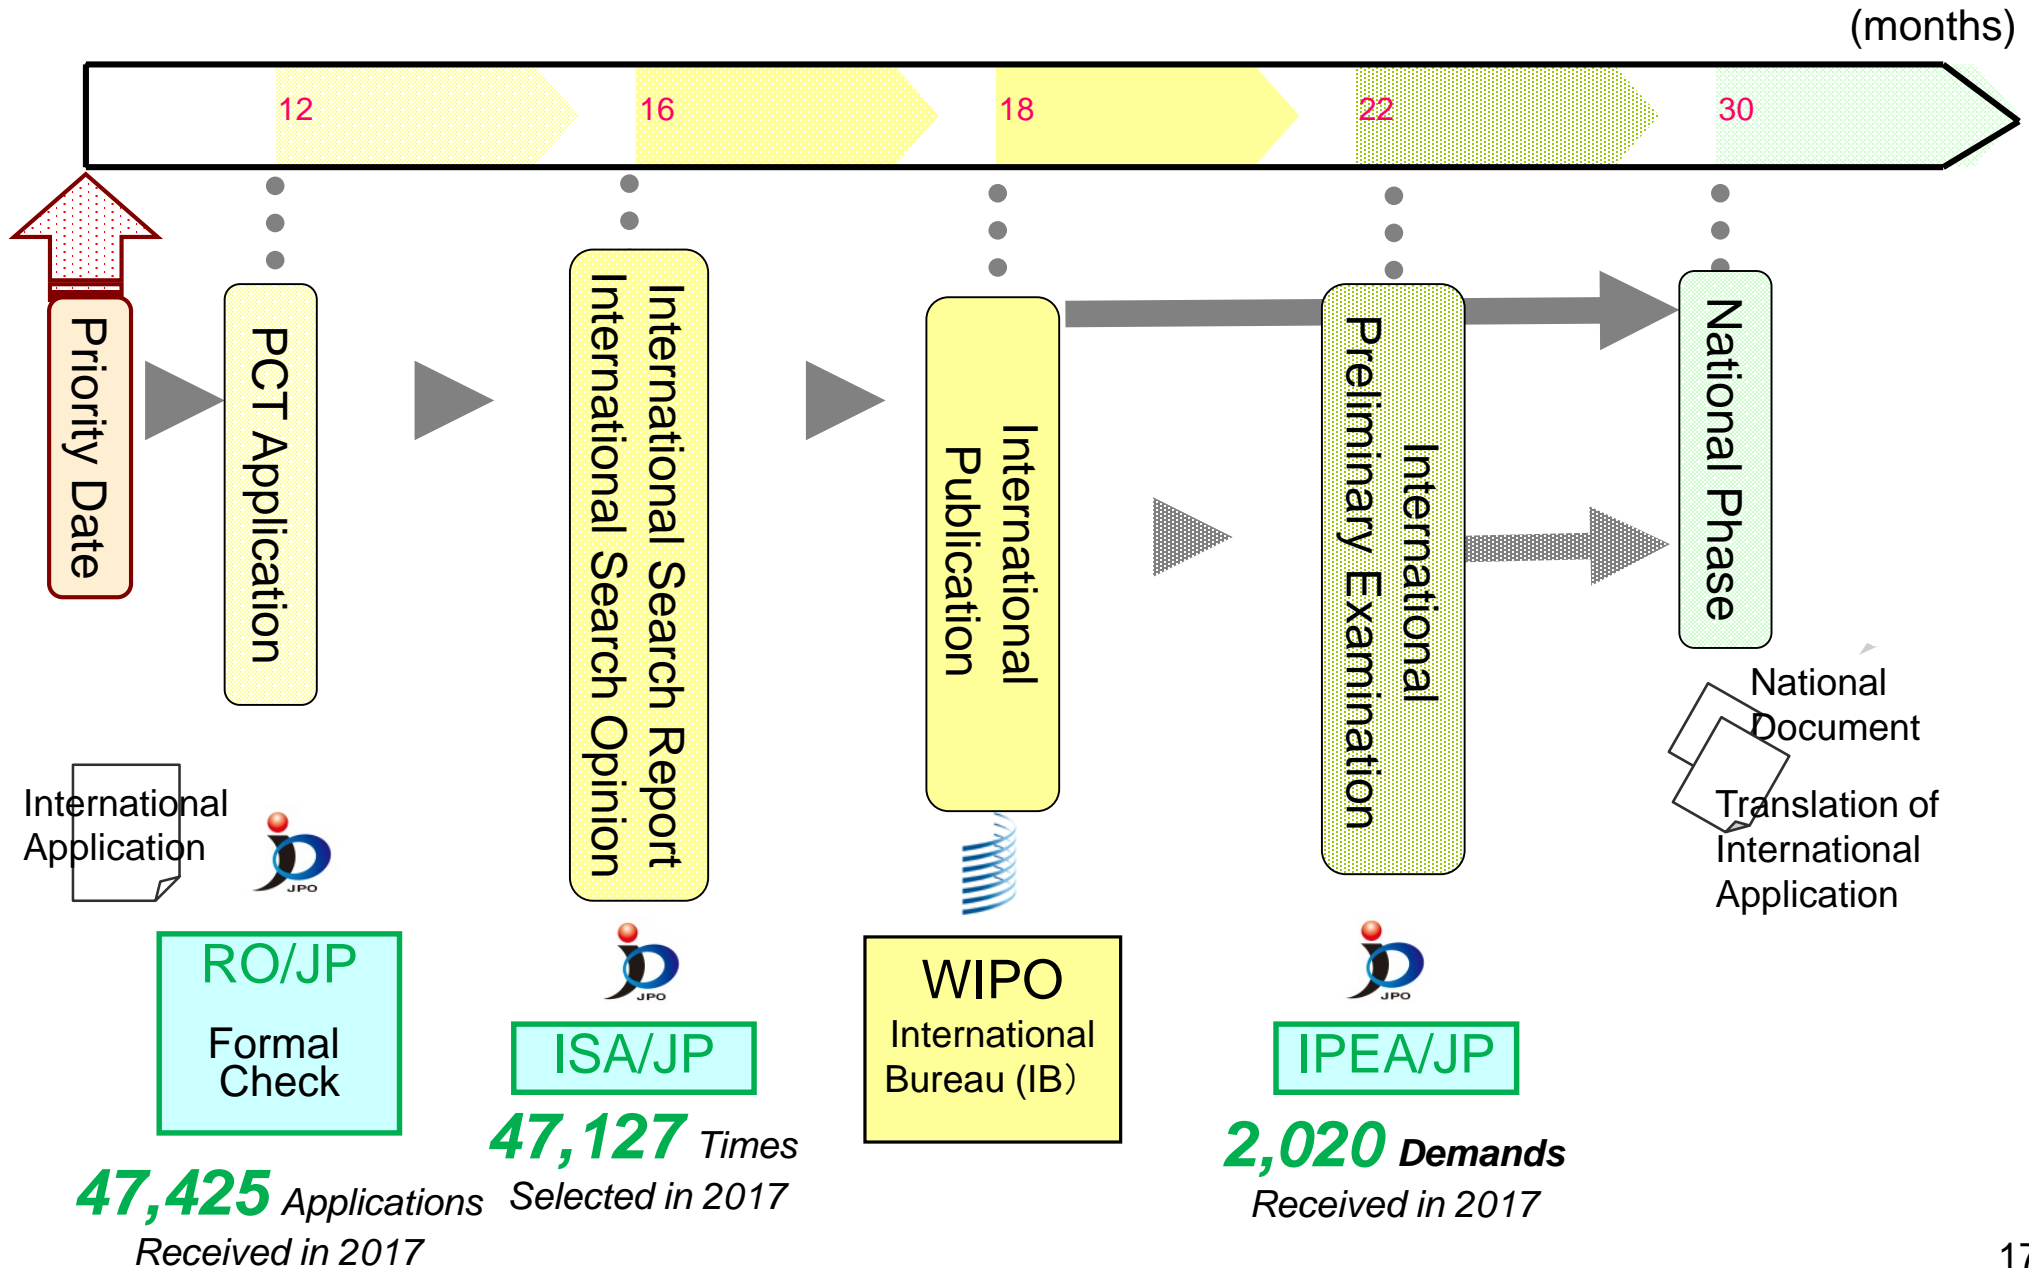 (months)
12
16
18
22
30
Priority Date
PCT Application
International Search Report
International Search Opinion
International
Publication
International
Preliminary Examination
National Phase
National
Document
Translation of
International
Application
International
Application
JPO
RO/JP
Formal
Check
47,425 Applications
Received in 2017
JPO
ISA/JP
47,127 Times
Selected in 2017
WIPO
International
Bureau (IB）
JPO
IPEA/JP
2,020 Demands
Received in 2017
17